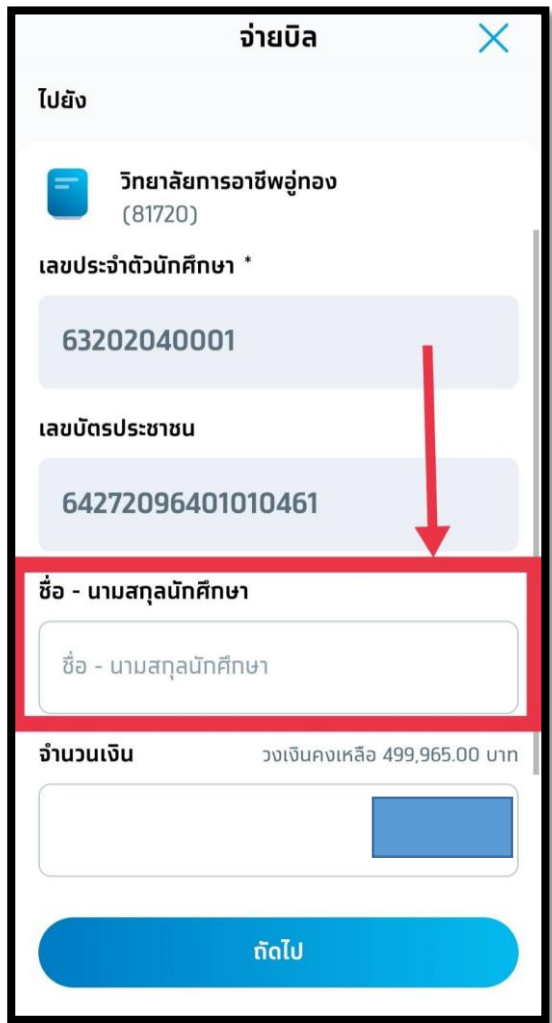 จ่ายบิล
ไปยัง
วิทยาลัยการอาชีพอู่ทอง
(81720)
เลขประจำตัวนักศึกษา *
63202040001
เลขบัตรประชาชน
64272096401010461
ชื่อ - นามสกุลนักศึกษา
ชื่อ - นามสกุลนักศึกษา
จำนวนเงิน วงเงินคงเหลือ 499,965.00 บาท
ถัดไป